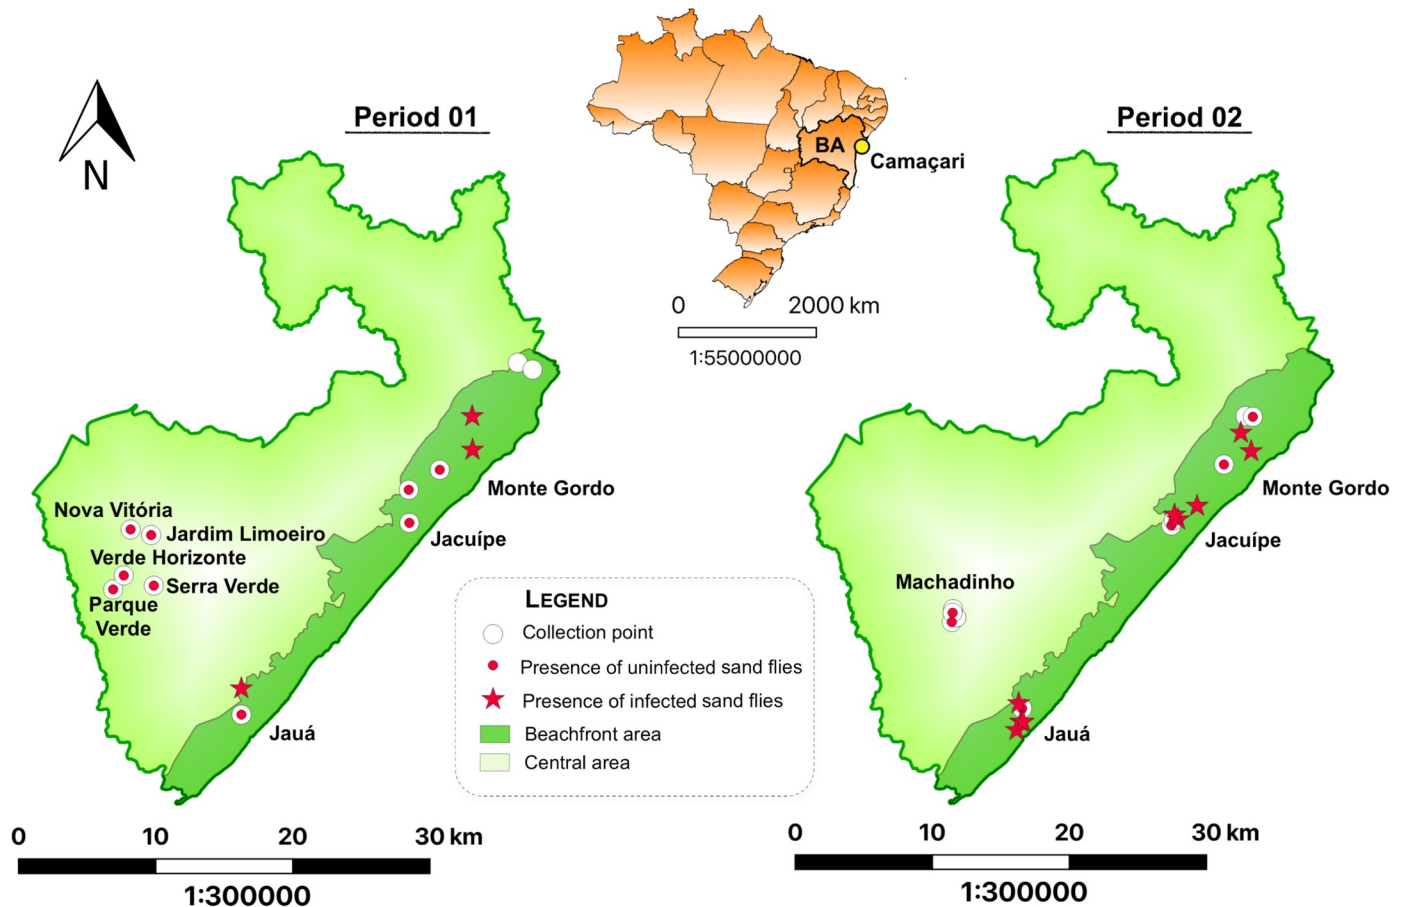 Period 01
N
Nova Vitória
Jardim Limoeiro
Verde Horizonte
Serra Verde
Parque
Verde
Monte Gordo
Jacuípe
Jauá
0 10 20 30 km
1:300000
BA
Camaçari
0 2000 km
1:55000000
LEGEND
Collection point
Presence of uninfected sand flies
Presence of infected sand flies
Beachfront area
Central area
Period 02
Monte Gordo
Jacuípe
Machadinho
Jauá
0 10 20 30 km
1:300000